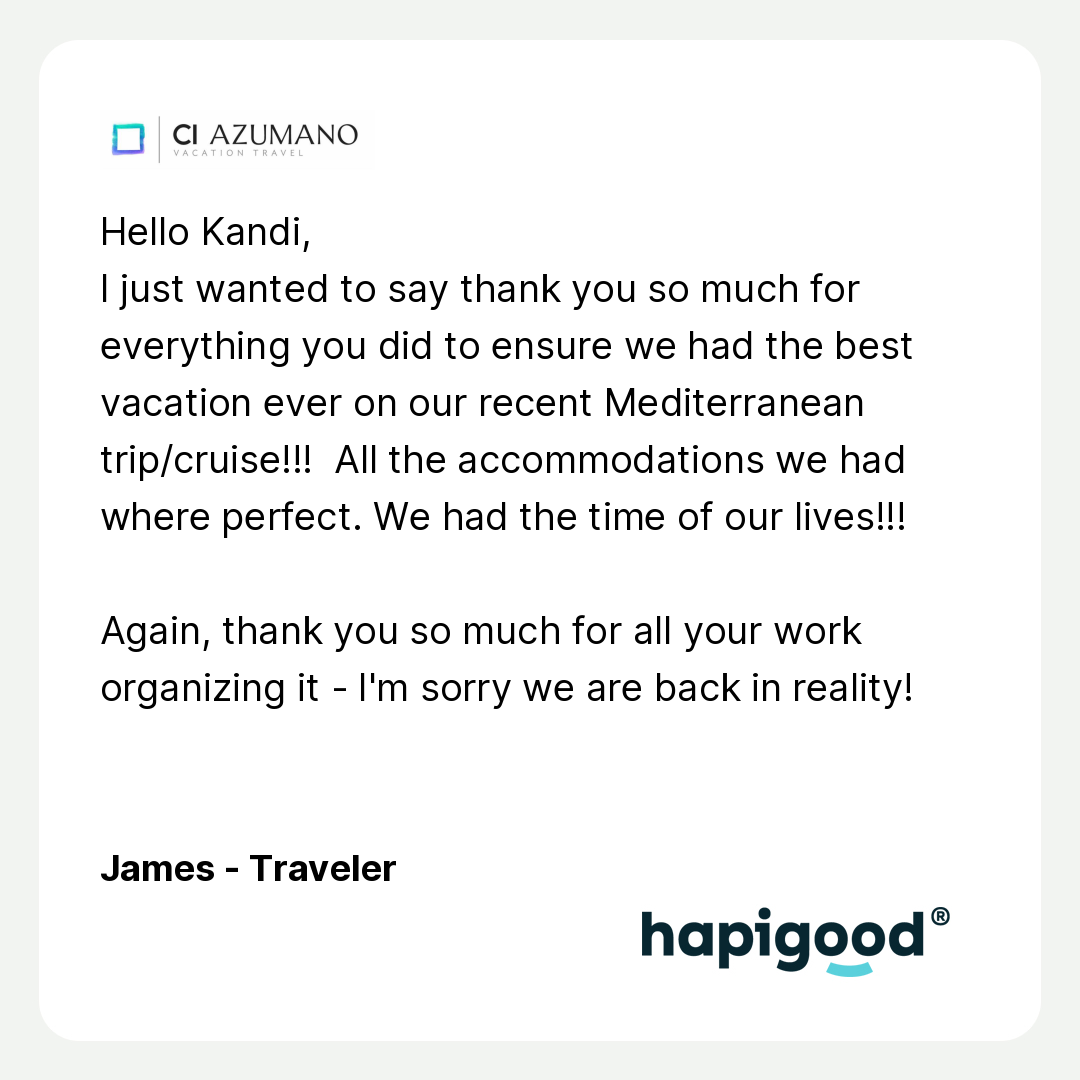 CI AZUMANO
VACATION TRAVEL
Hello Kandi,
I just wanted to say thank you so much for
everything you did to ensure we had the best
vacation ever on our recent Mediterranean
trip/cruise!!!  All the accommodations we had
where perfect. We had the time of our lives!!!
Again, thank you so much for all your work
organizing it - I'm sorry we are back in reality!
James - Traveler
hapigood®